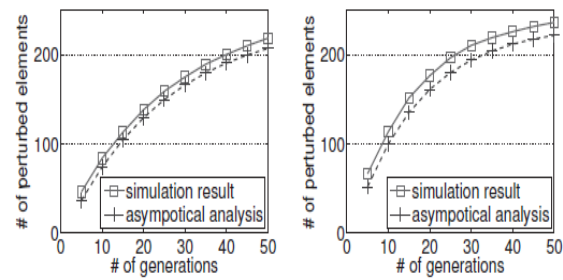 # of perturbed elements
200
100
0
simulation result
asympotical analysis
0 10 20 30 40 50
# of generations
# of perturbed elements
200
100
0
simulation result
asympotical analysis
0 10 20 30 40 50
# of generations